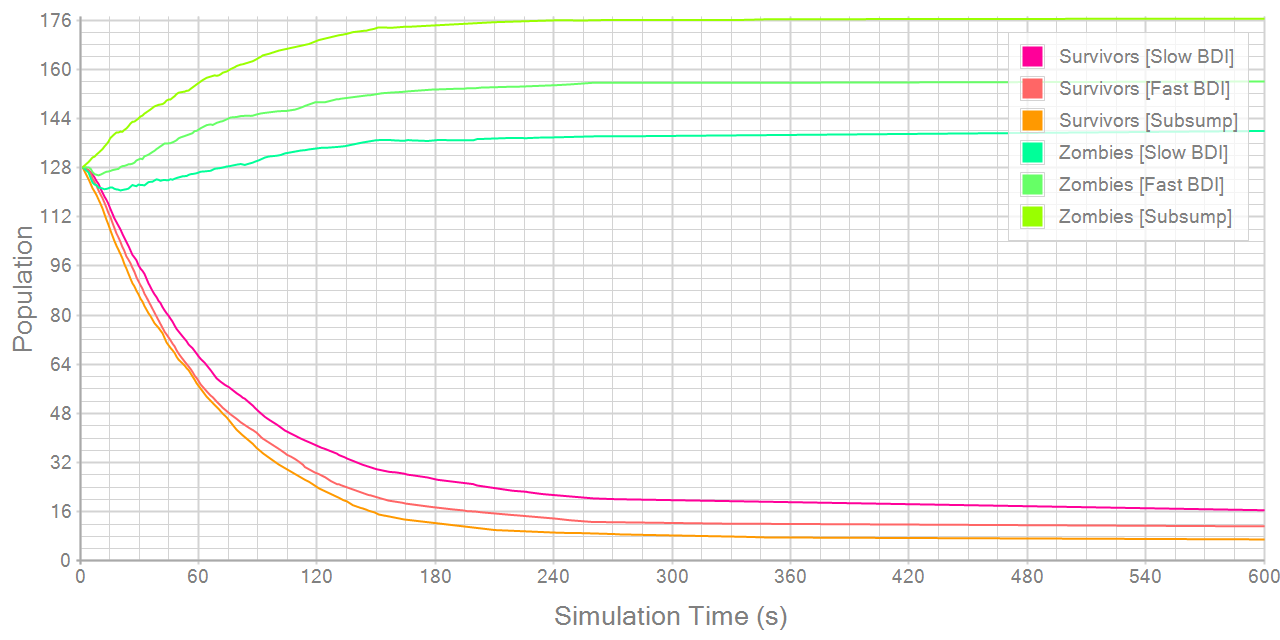 176
160
144
128
112
96
80
64
48
32
16
0
Population
Survivors [Slow BDI]
Survivors [Fast BDI]
Survivors [Subsump]
Zombies [Slow BDI]
Zombies [Fast BDI]
Zombies [Subsump]
0 60 120 180 240 300 360 420 480 540 600
Simulation Time (s)